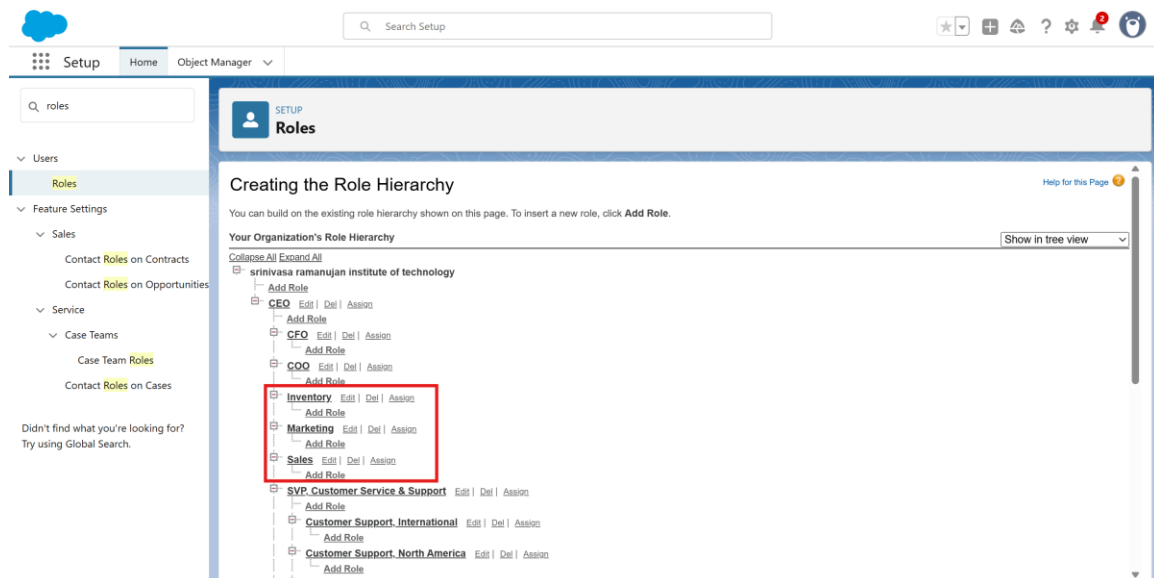 Search Setup
2
Setup
Home
Object Manager
roles
Users
Roles
Feature Settings
Sales
Contact Roles on Contracts
Contact Roles on Opportunities
Service
Case Teams
Case Team Roles
Contact Roles on Cases
Didn't find what you're looking for?
Try using Global Search.
SETUP
Roles
Creating the Role Hierarchy
Help for this Page ?
You can build on the existing role hierarchy shown on this page. To insert a new role, click Add Role.
Your Organization's Role Hierarchy
Show in tree view
Collapse All Expand All
srinivasa ramanujan institute of technology
Add Role
CEO Edit | Del | Assign
Add Role
CFO Edit | Del | Assign
Add Role
COO Edit | Del | Assign
Add Role
Inventory Edit | Del | Assign
Add Role
Marketing Edit | Del | Assign
Add Role
Sales Edit | Del | Assign
Add Role
SVP, Customer Service & Support Edit | Del | Assign
Add Role
Customer Support, International Edit | Del | Assign
Add Role
Customer Support, North America Edit | Del | Assign
Add Role